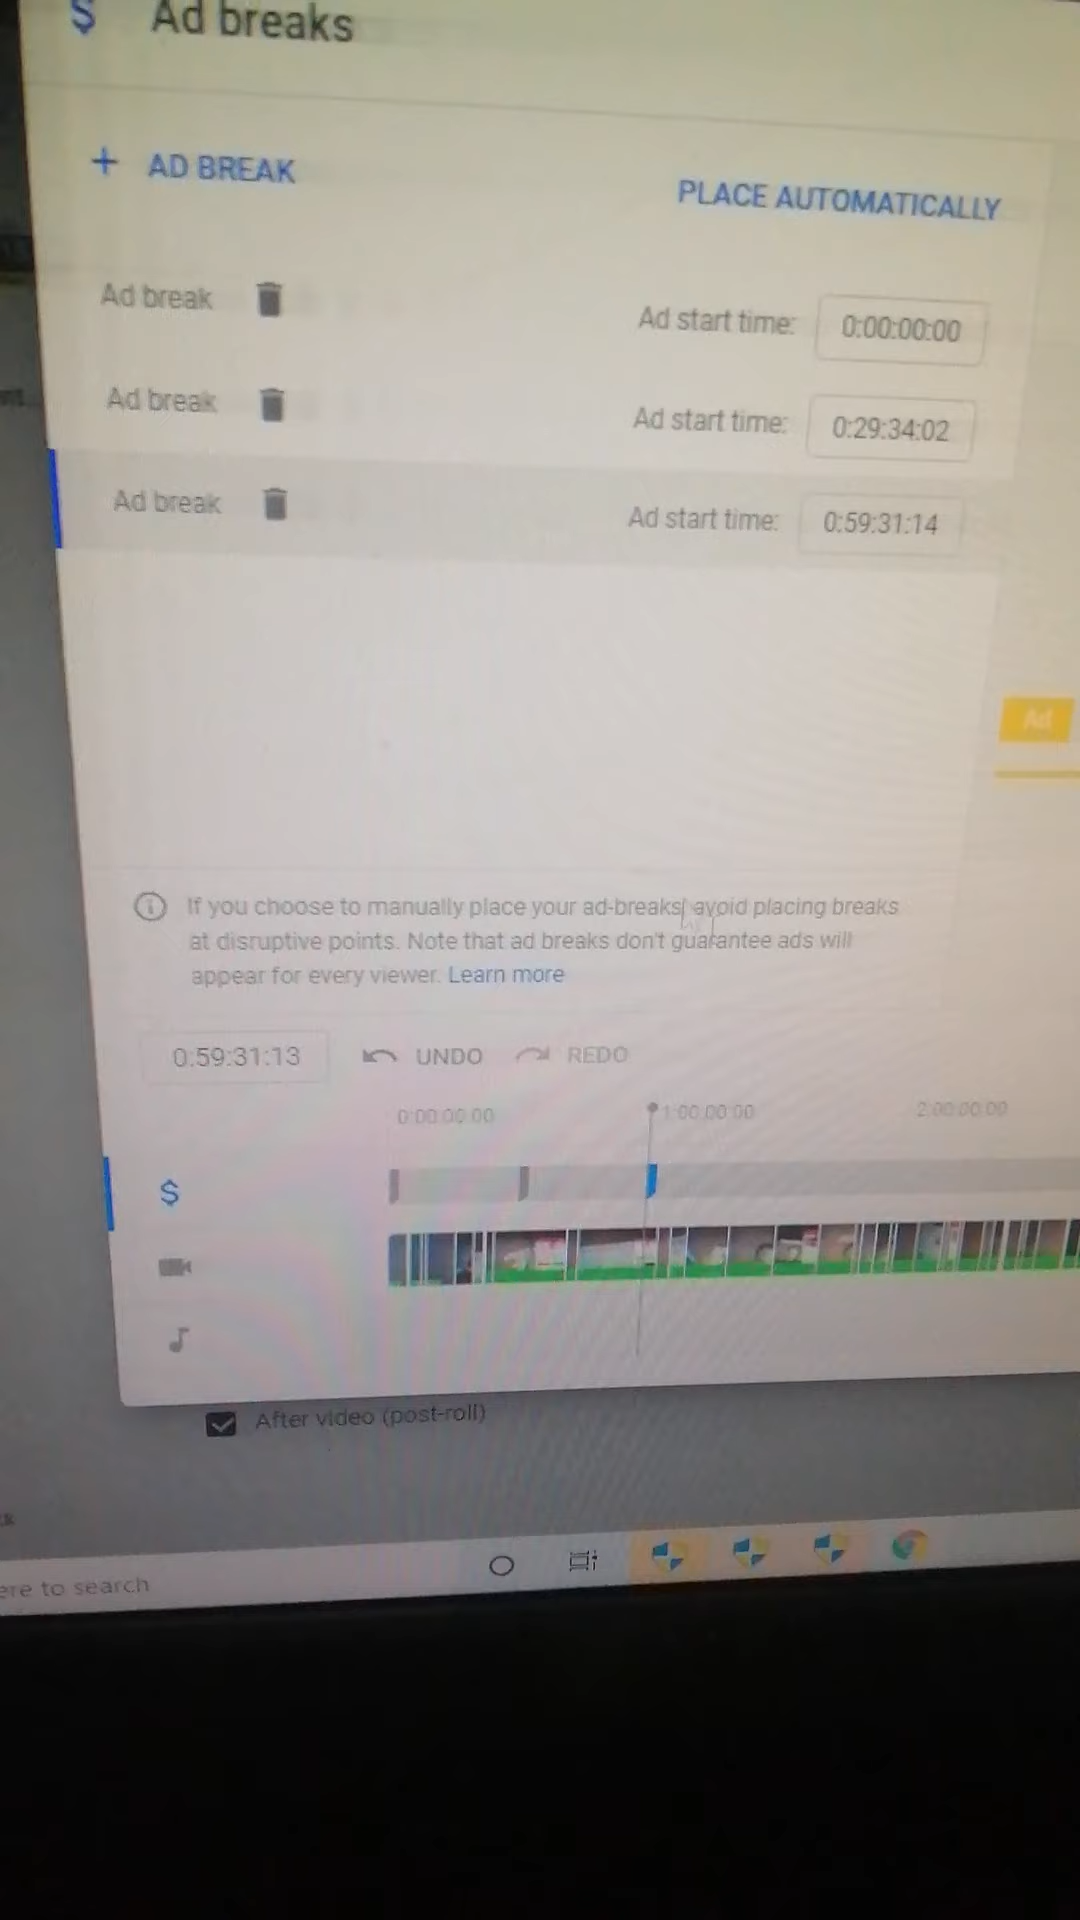 $ Ad breaks
+ AD BREAK
PLACE AUTOMATICALLY
Ad break
Ad start time: 0:00:00:00
Ad break
Ad start time: 0:29:34:02
Ad break
Ad start time: 0:59:31:14
Ad
If you choose to manually place your ad-breaks, avoid placing breaks
at disruptive points. Note that ad breaks don't guarantee ads will
appear for every viewer. Learn more
0:59:31:13 UNDO REDO
0:00:00:00 1:00:00:00 2:00:00:00
$
After video (post-roll)
ere to search